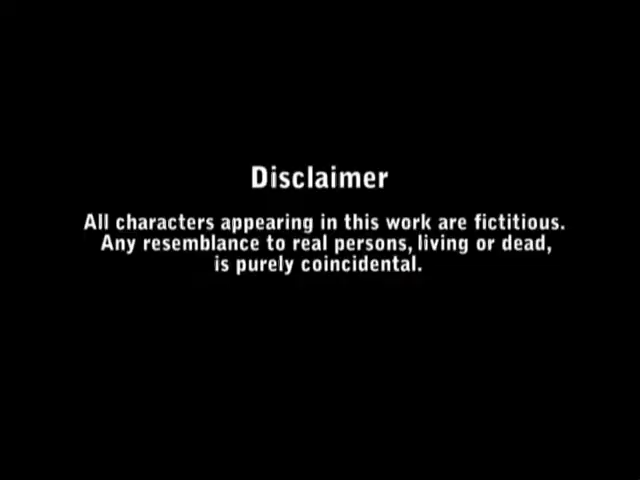 Disclaimer
All characters appearing in this work are fictitious.
Any resemblance to real persons, living or dead,
is purely coincidental.